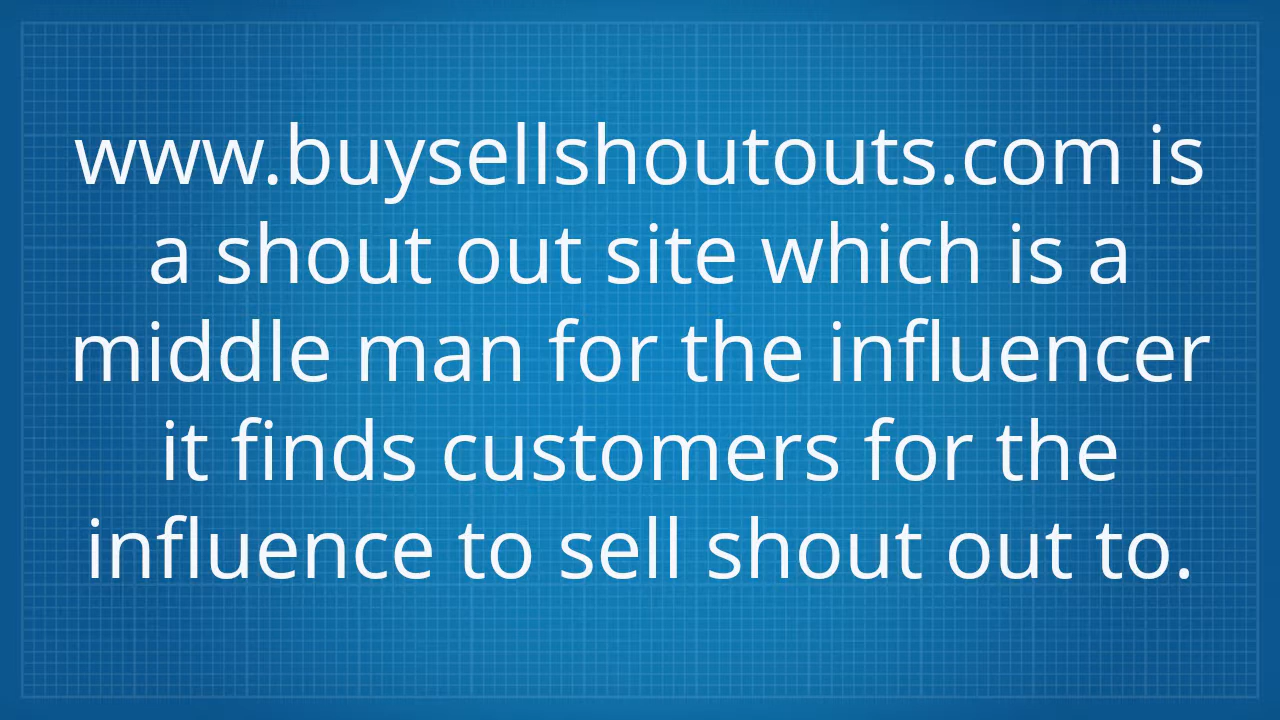 www.buysellshoutouts.com is
a shout out site which is a
middle man for the influencer
it finds customers for the
influence to sell shout out to.